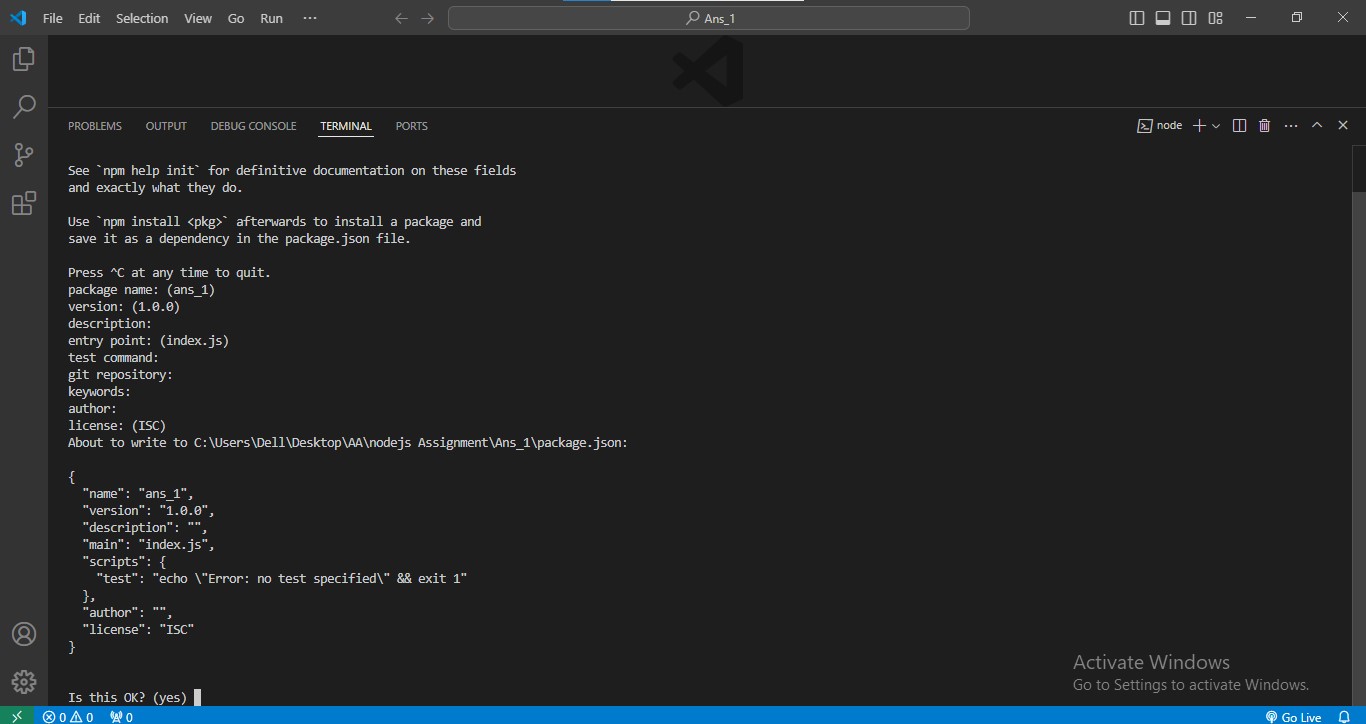 File Edit Selection View Go Run ···
Ans_1
PROBLEMS OUTPUT DEBUG CONSOLE TERMINAL PORTS
node
See `npm help init` for definitive documentation on these fields
and exactly what they do.
Use `npm install <pkg>` afterwards to install a package and
save it as a dependency in the package.json file.
Press ^C at any time to quit.
package name: (ans_1)
version: (1.0.0)
description:
entry point: (index.js)
test command:
git repository:
keywords:
author:
license: (ISC)
About to write to C:\Users\Dell\Desktop\AA\nodejs Assignment\Ans_1\package.json:
{
"name": "ans_1",
"version": "1.0.0",
"description": "",
"main": "index.js",
"scripts": {
"test": "echo \"Error: no test specified\" && exit 1"
},
"author": "",
"license": "ISC"
}
Is this OK? (yes)
Activate Windows
Go to Settings to activate Windows.
0 0 0 Go Live